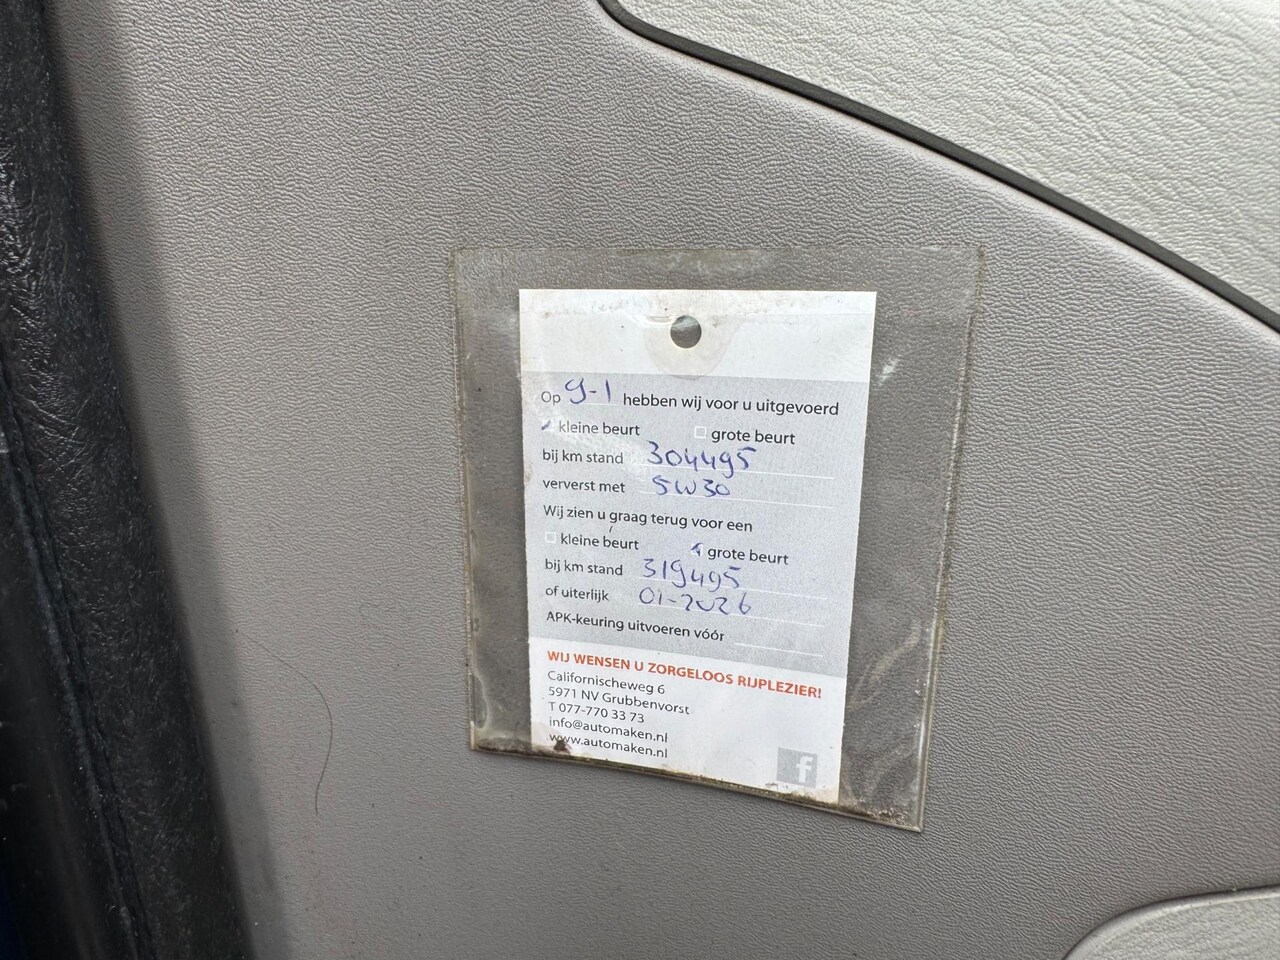 Op 9-1 hebben wij voor u uitgevoerd
kleine beurt grote beurt
bij km stand 304495
ververst met 5W30
Wij zien u graag terug voor een
kleine beurt grote beurt
bij km stand 319495
of uiterlijk 01-2026
APK-keuring uitvoeren vóór
WIJ WENSEN U ZORGELOOS RIJPLEZIER!
Californischeweg 6
5971 NV Grubbenvorst
T 077-770 33 73
info@automaken.nl
www.automaken.nl
f